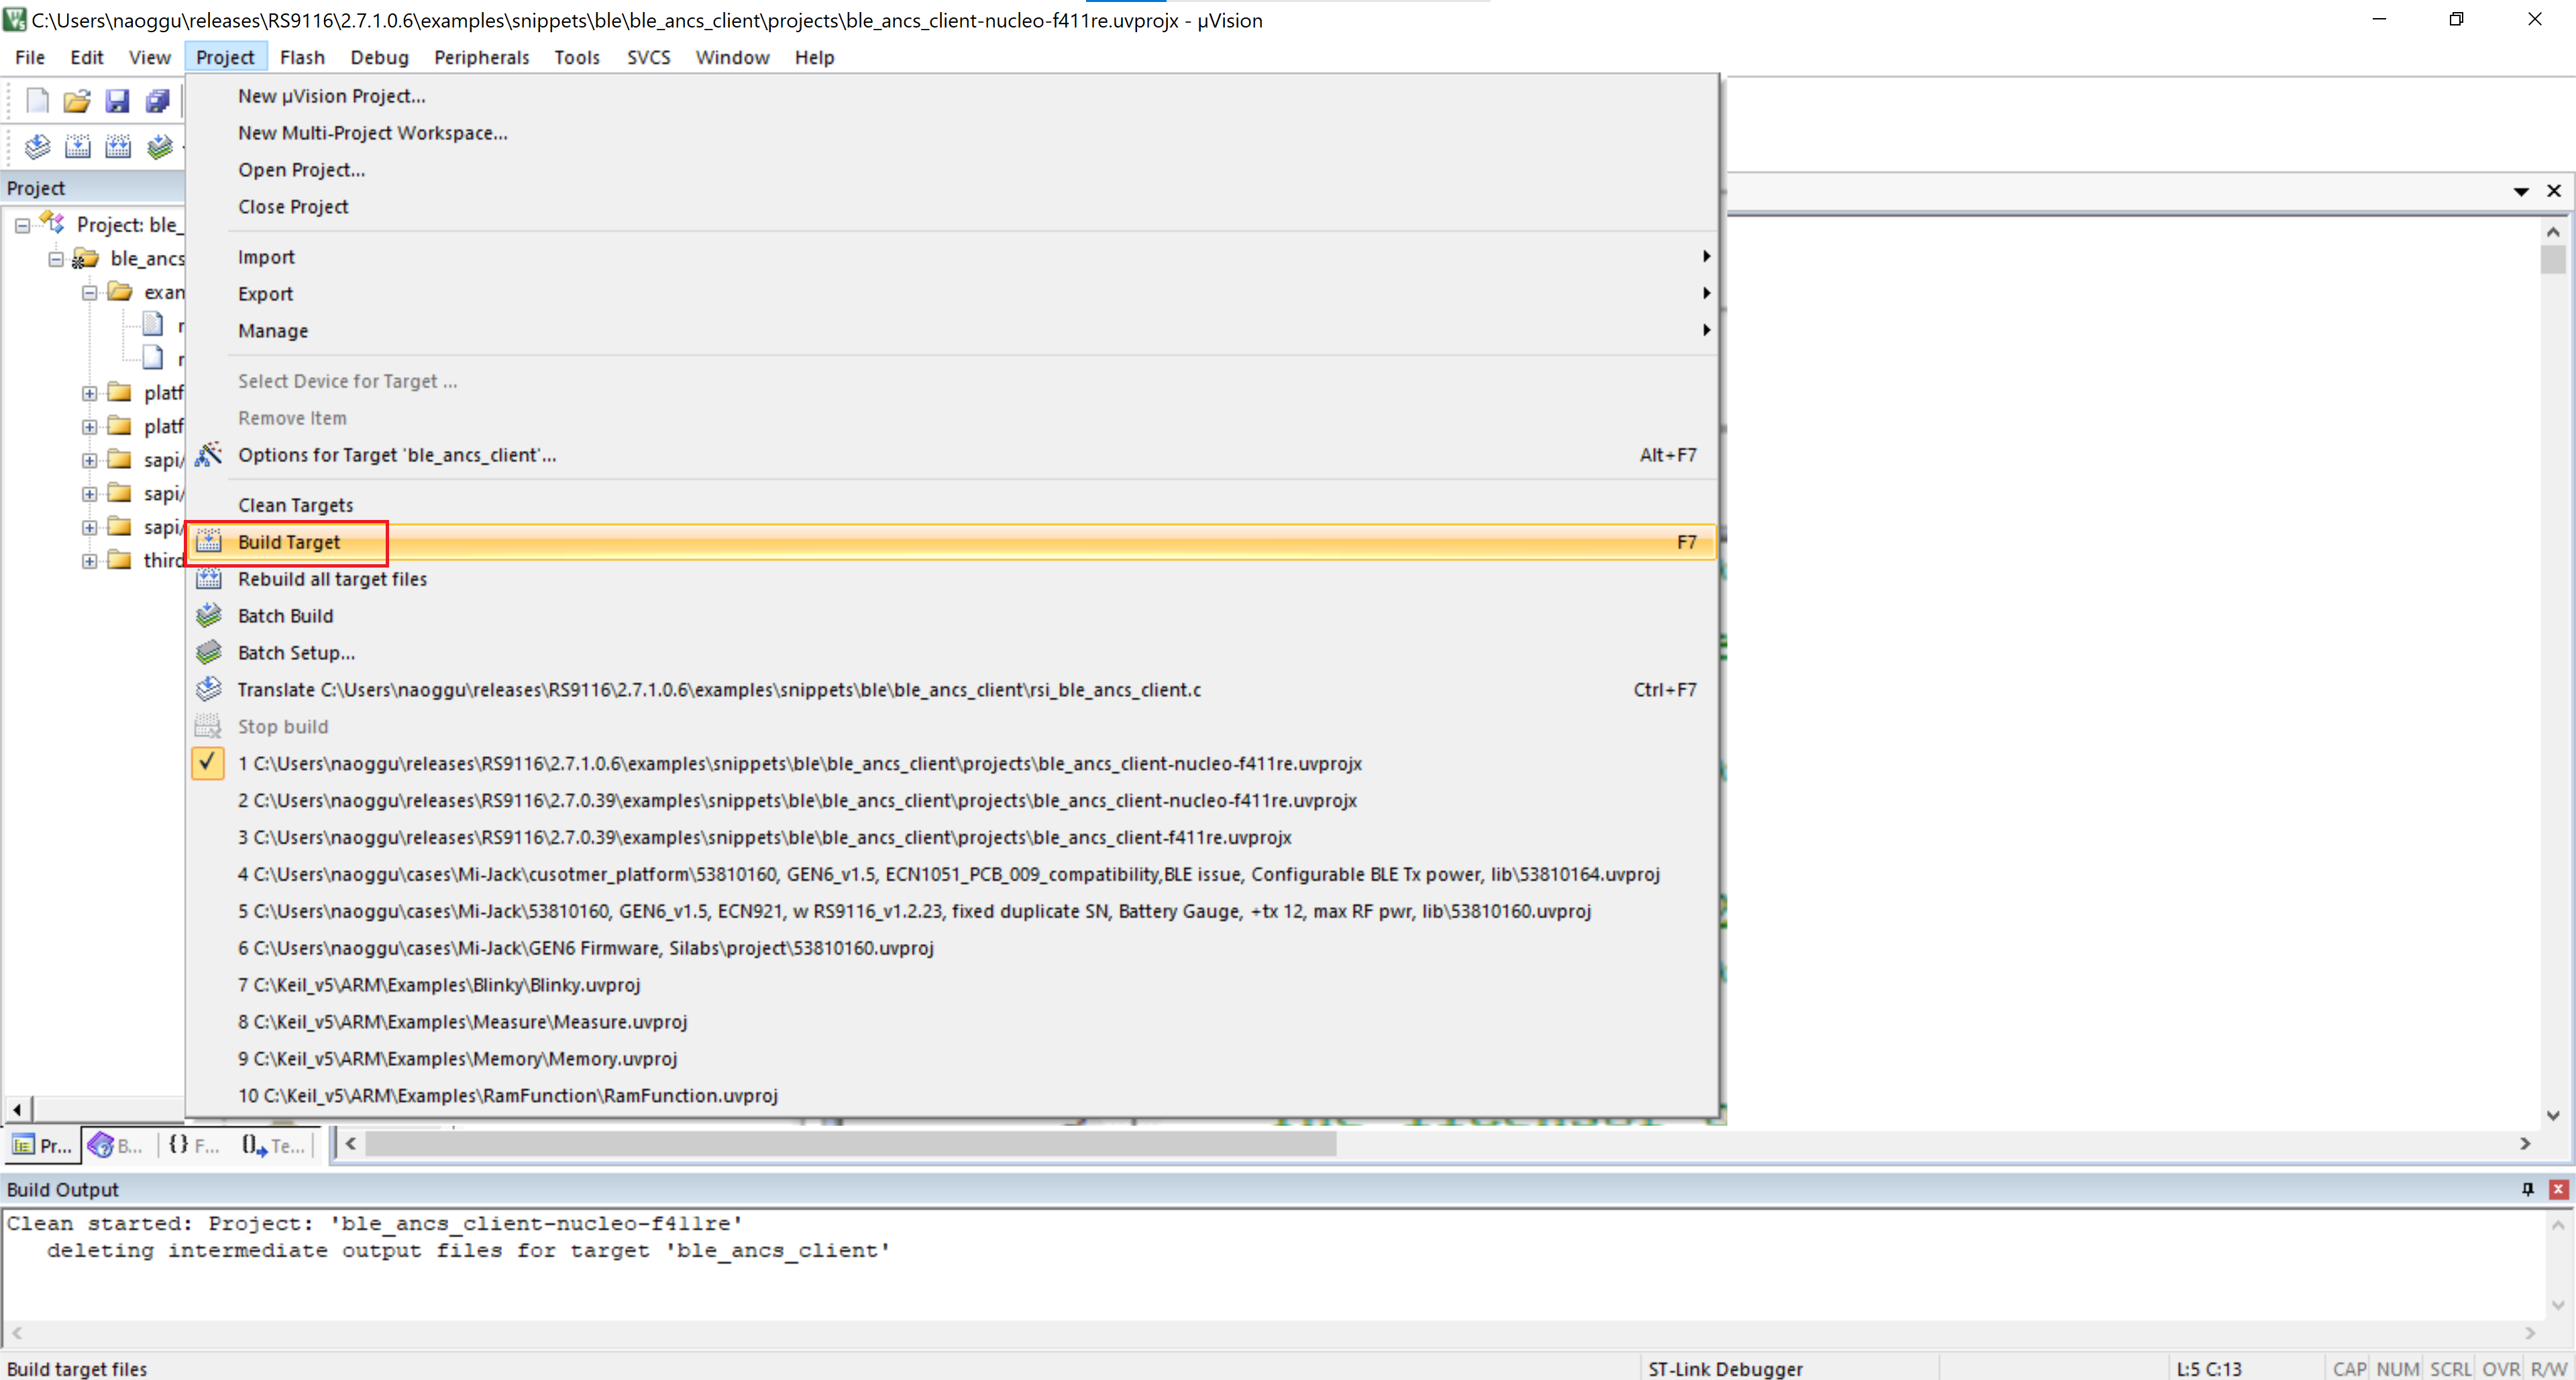 C:\Users\naoggu\releases\RS9116\2.7.1.0.6\examples\snippets\ble\ble_ancs_client\projects\ble_ancs_client-nucleo-f411re.uvprojx - µVision
File Edit View Project Flash Debug Peripherals Tools SVCS Window Help
New µVision Project...
New Multi-Project Workspace...
Open Project...
Close Project
Import
Export
Manage
Select Device for Target ...
Remove Item
Options for Target 'ble_ancs_client'... Alt+F7
Clean Targets
Build Target F7
Rebuild all target files
Batch Build
Batch Setup...
Translate C:\Users\naoggu\releases\RS9116\2.7.1.0.6\examples\snippets\ble\ble_ancs_client\rsi_ble_ancs_client.c Ctrl+F7
Stop build
1 C:\Users\naoggu\releases\RS9116\2.7.1.0.6\examples\snippets\ble\ble_ancs_client\projects\ble_ancs_client-nucleo-f411re.uvprojx
2 C:\Users\naoggu\releases\RS9116\2.7.0.39\examples\snippets\ble\ble_ancs_client\projects\ble_ancs_client-nucleo-f411re.uvprojx
3 C:\Users\naoggu\releases\RS9116\2.7.0.39\examples\snippets\ble\ble_ancs_client\projects\ble_ancs_client-f411re.uvprojx
4 C:\Users\naoggu\cases\Mi-Jack\cusotmer_platform\53810160, GEN6_v1.5, ECN1051_PCB_009_compatibility,BLE issue, Configurable BLE Tx power, lib\53810164.uvproj
5 C:\Users\naoggu\cases\Mi-Jack\53810160, GEN6_v1.5, ECN921, w RS9116_v1.2.23, fixed duplicate SN, Battery Gauge, +tx 12, max RF pwr, lib\53810160.uvproj
6 C:\Users\naoggu\cases\Mi-Jack\GEN6 Firmware, Silabs\project\53810160.uvproj
7 C:\Keil_v5\ARM\Examples\Blinky\Blinky.uvproj
8 C:\Keil_v5\ARM\Examples\Measure\Measure.uvproj
9 C:\Keil_v5\ARM\Examples\Memory\Memory.uvproj
10 C:\Keil_v5\ARM\Examples\RamFunction\RamFunction.uvproj
Project
Project: ble_
ble_ancs
exan
r
r
platf
platf
sapi/
sapi/
sapi/
third
Pr... B... {} F... Te...
Build Output
Clean started: Project: 'ble_ancs_client-nucleo-f411re'
deleting intermediate output files for target 'ble_ancs_client'
Build target files ST-Link Debugger L:5 C:13 CAP NUM SCRL OVR R/W